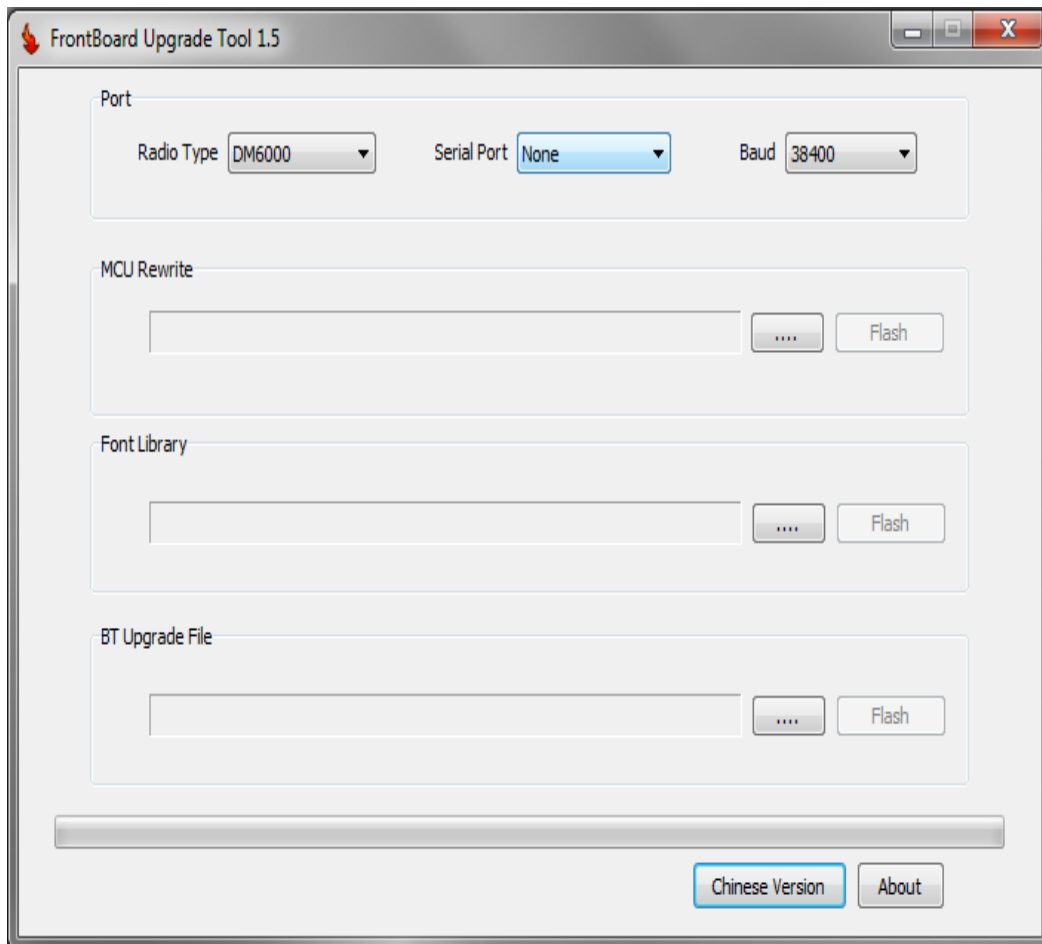 FrontBoard Upgrade Tool 1.5
Port
Radio Type DM6000 Serial Port None Baud 38400
MCU Rewrite
.... Flash
Font Library
.... Flash
BT Upgrade File
.... Flash
Chinese Version About